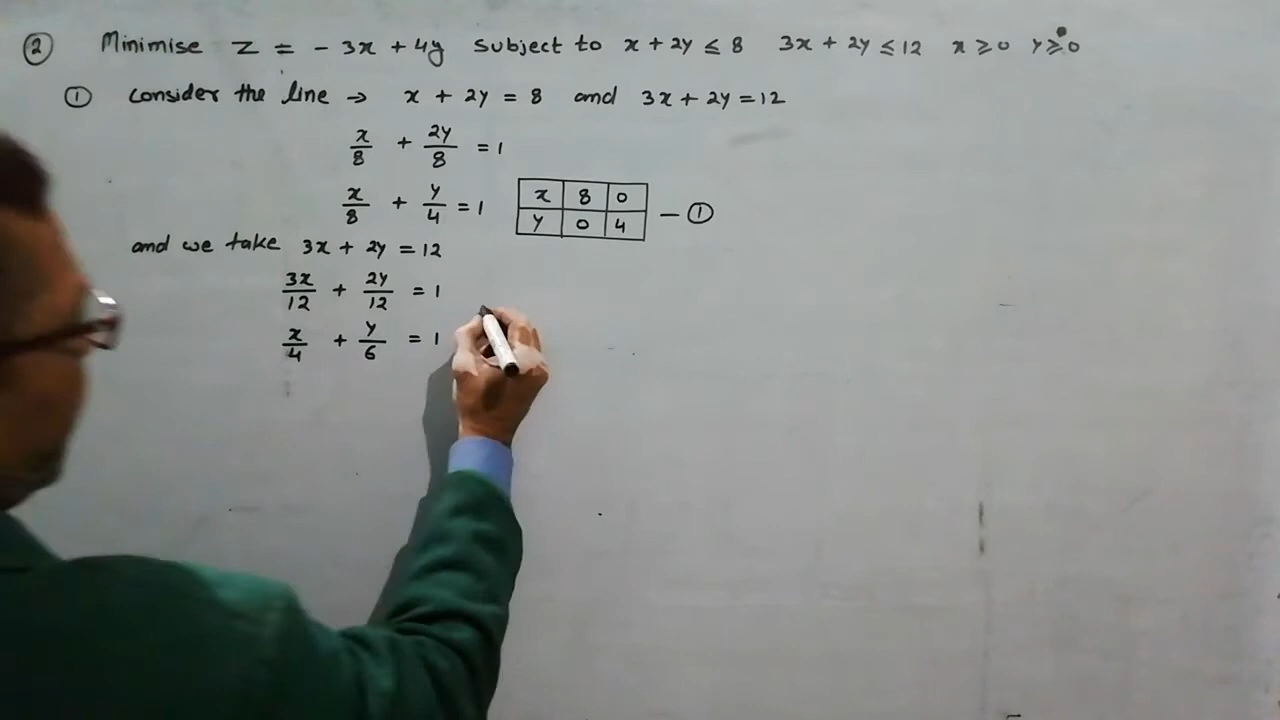 ② Minimise Z = - 3x + 4y subject to x + 2y ≤ 8 3x + 2y ≤ 12 x ≥ 0 y ≥ 0
① consider the line → x + 2y = 8 and 3x + 2y = 12
x/8 + 2y/8 = 1
x/8 + y/4 = 1
x 8 0
y 0 4
— ①
and we take 3x + 2y = 12
3x/12 + 2y/12 = 1
x/4 + y/6 = 1